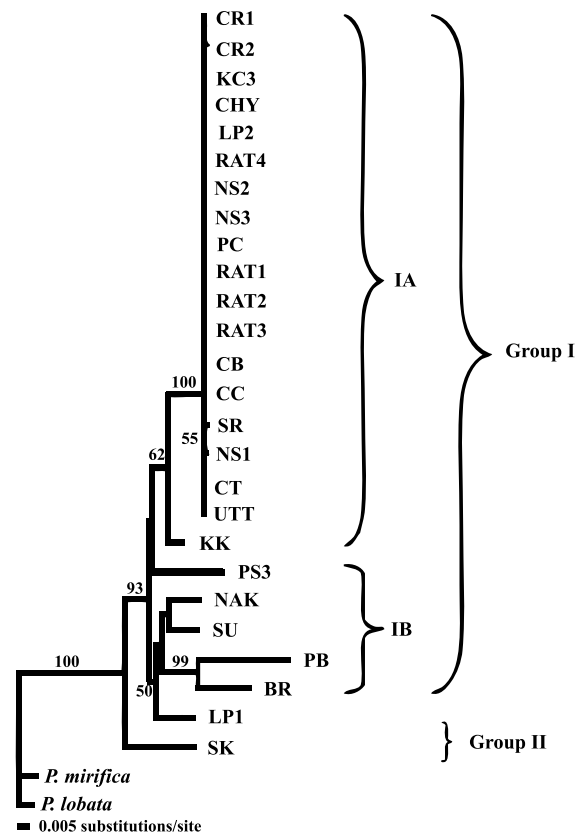 CR1
CR2
KC3
CHY
LP2
RAT4
NS2
NS3
PC
RAT1
IA
RAT2
RAT3
Group I
CB
100
CC
SR
55
NS1
62
CT
UTT
KK
PS3
93
NAK
IB
SU
99
PB
100
BR
50
LP1
Group II
SK
P. mirifica
P. lobata
0.005 substitutions/site